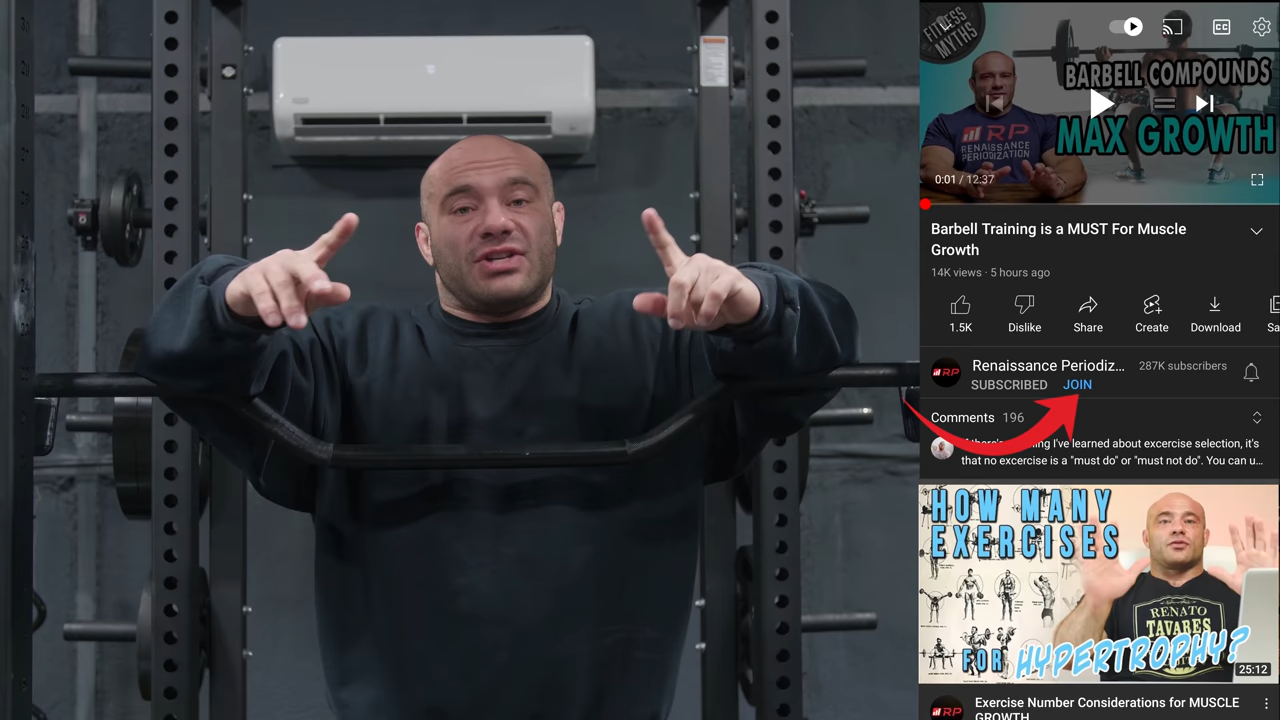 FITNESS
MYTHS
CC
BARBELL COMPOUNDS
MAX GROWTH
RP
RENAISSANCE
PERIODIZATION
0:01 / 12:37
Barbell Training is a MUST For Muscle
Growth
14K views · 5 hours ago
1.5K
Dislike
Share
Create
Download
Sa
RP
Renaissance Periodiz...
287K subscribers
SUBSCRIBED
JOIN
Comments 196
I've learned about excercise selection, it's
that no excercise is a "must do" or "must not do". You can u...
HOW MANY
EXERCISES
RENATO
TAVARES
FOR HYPERTROPHY?
25:12
RP
Exercise Number Considerations for MUSCLE
GROWTH